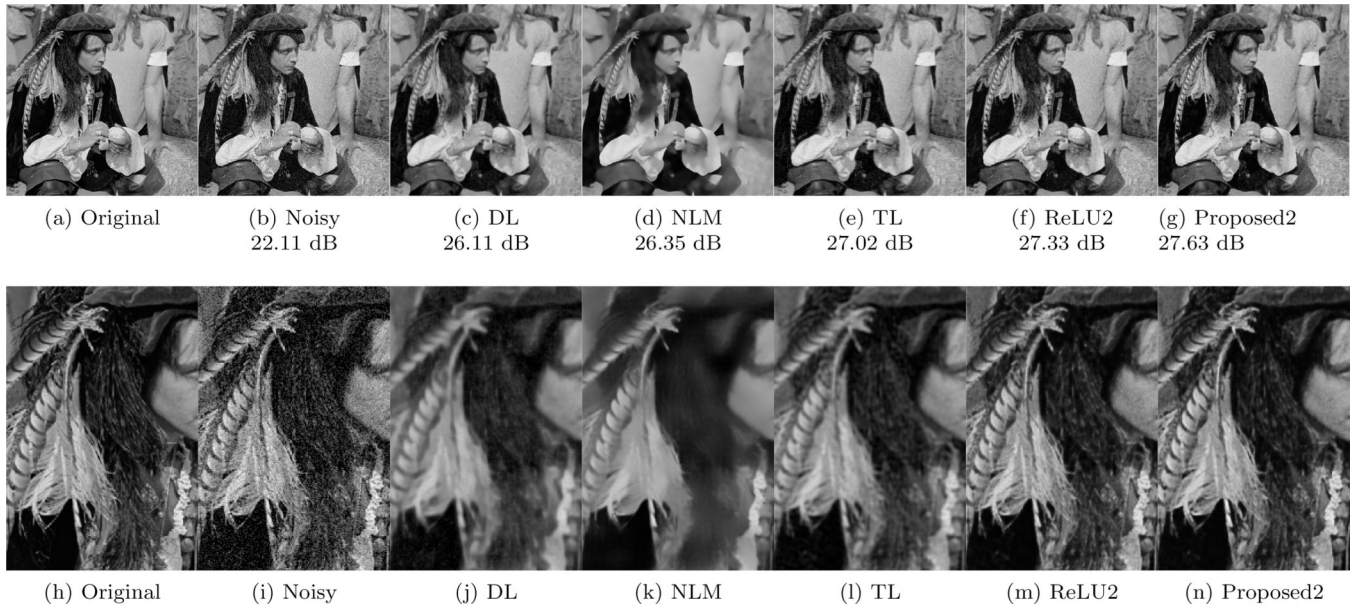 (a) Original
(b) Noisy
22.11 dB
(c) DL
26.11 dB
(d) NLM
26.35 dB
(e) TL
27.02 dB
(f) ReLU2
27.33 dB
(g) Proposed2
27.63 dB
(h) Original
(i) Noisy
(j) DL
(k) NLM
(l) TL
(m) ReLU2
(n) Proposed2